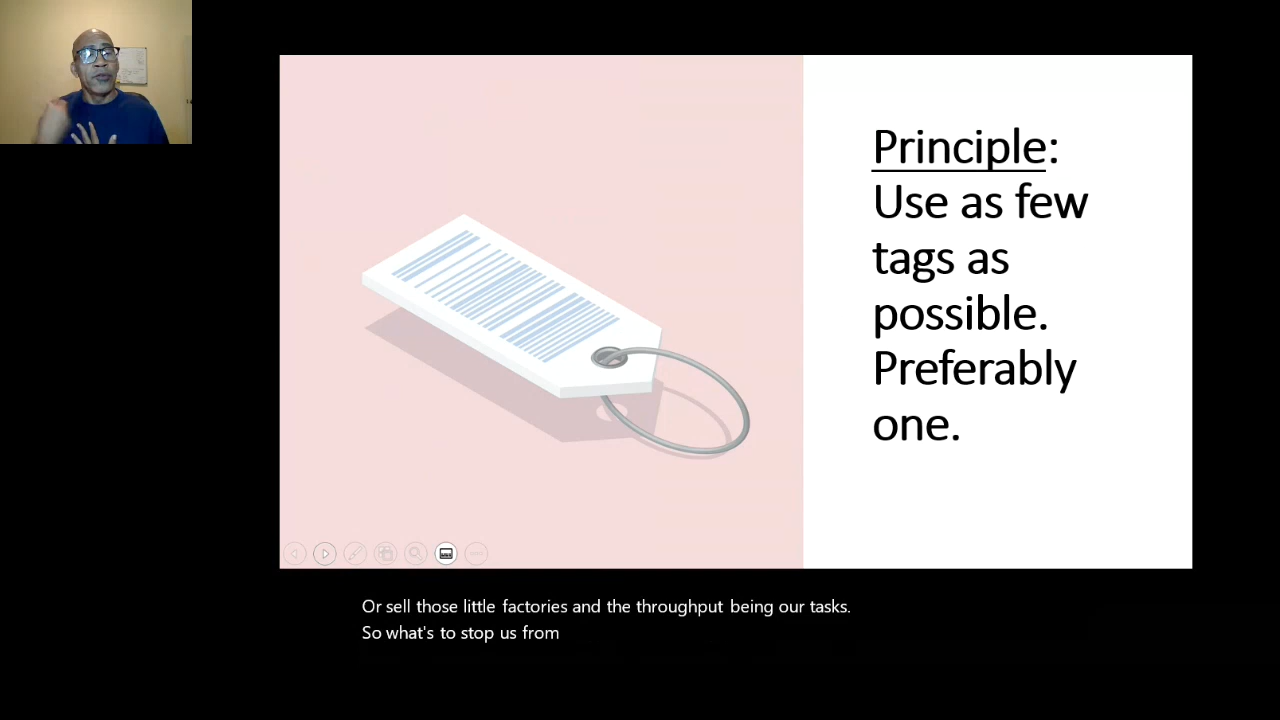 Principle:
Use as few
tags as
possible.
Preferably
one.
Or sell those little factories and the throughput being our tasks.
So what's to stop us from